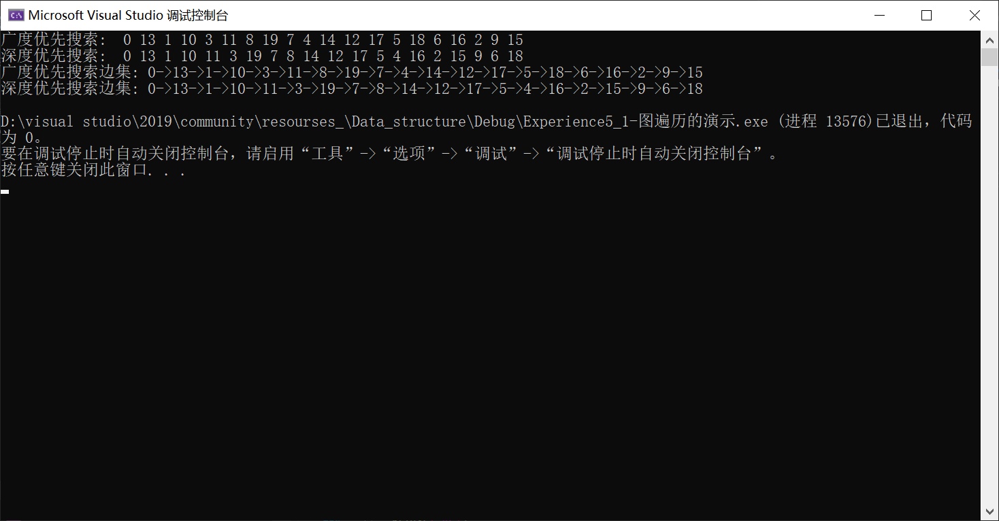 Microsoft Visual Studio 调试控制台
广度优先搜索： 0 13 1 10 3 11 8 19 7 4 14 12 17 5 18 6 16 2 9 15
深度优先搜索： 0 13 1 10 11 3 19 7 8 14 12 17 5 4 16 2 15 9 6 18
广度优先搜索边集: 0->13->1->10->3->11->8->19->7->4->14->12->17->5->18->6->16->2->9->15
深度优先搜索边集: 0->13->1->10->11->3->19->7->8->14->12->17->5->4->16->2->15->9->6->18
D:\visual studio\2019\community\resourses_\Data_structure\Debug\Experience5_1-图遍历的演示.exe (进程 13576)已退出，代码
为 0。
要在调试停止时自动关闭控制台，请启用“工具”->“选项”->“调试”->“调试停止时自动关闭控制台”。
按任意键关闭此窗口. . .